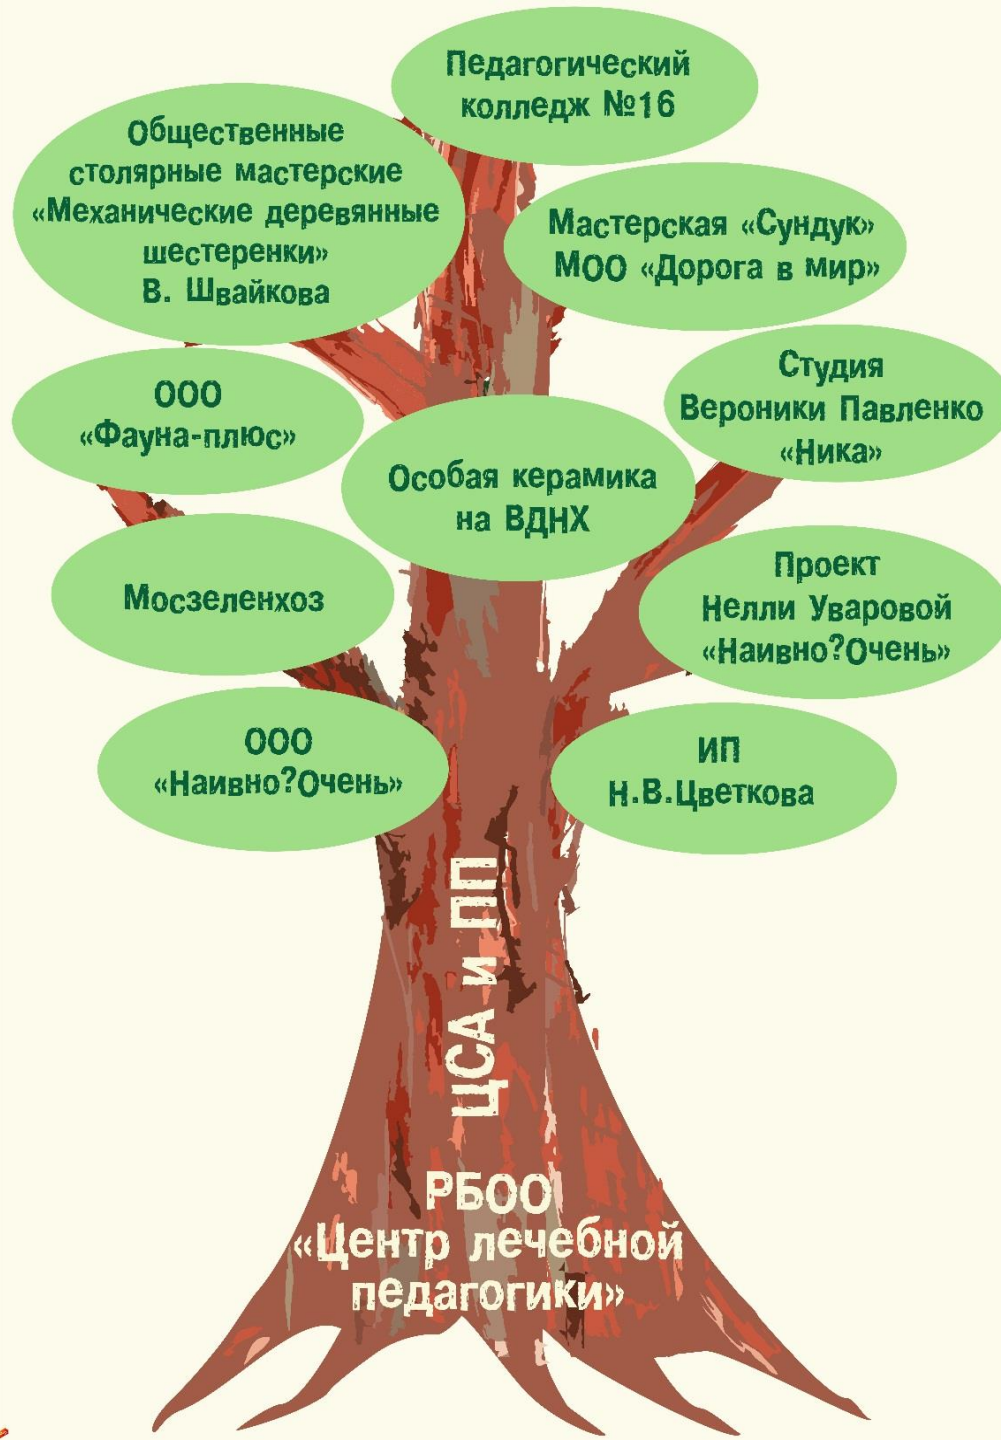 Педагогический
колледж №16
Общественные
столярные мастерские
«Механические деревянные
шестеренки»
В. Швайкова
Мастерская «Сундук»
МОО «Дорога в мир»
Студия
Вероники Павленко
«Ника»
ООО
«Фауна-плюс»
Особая керамика
на ВДНХ
Проект
Нелли Уваровой
«Наивно?Очень»
Мосзеленхоз
ООО
«Наивно?Очень»
ИП
Н.В.Цветкова
ЦСА и ПП
РБОО
«Центр лечебной
педагогики»